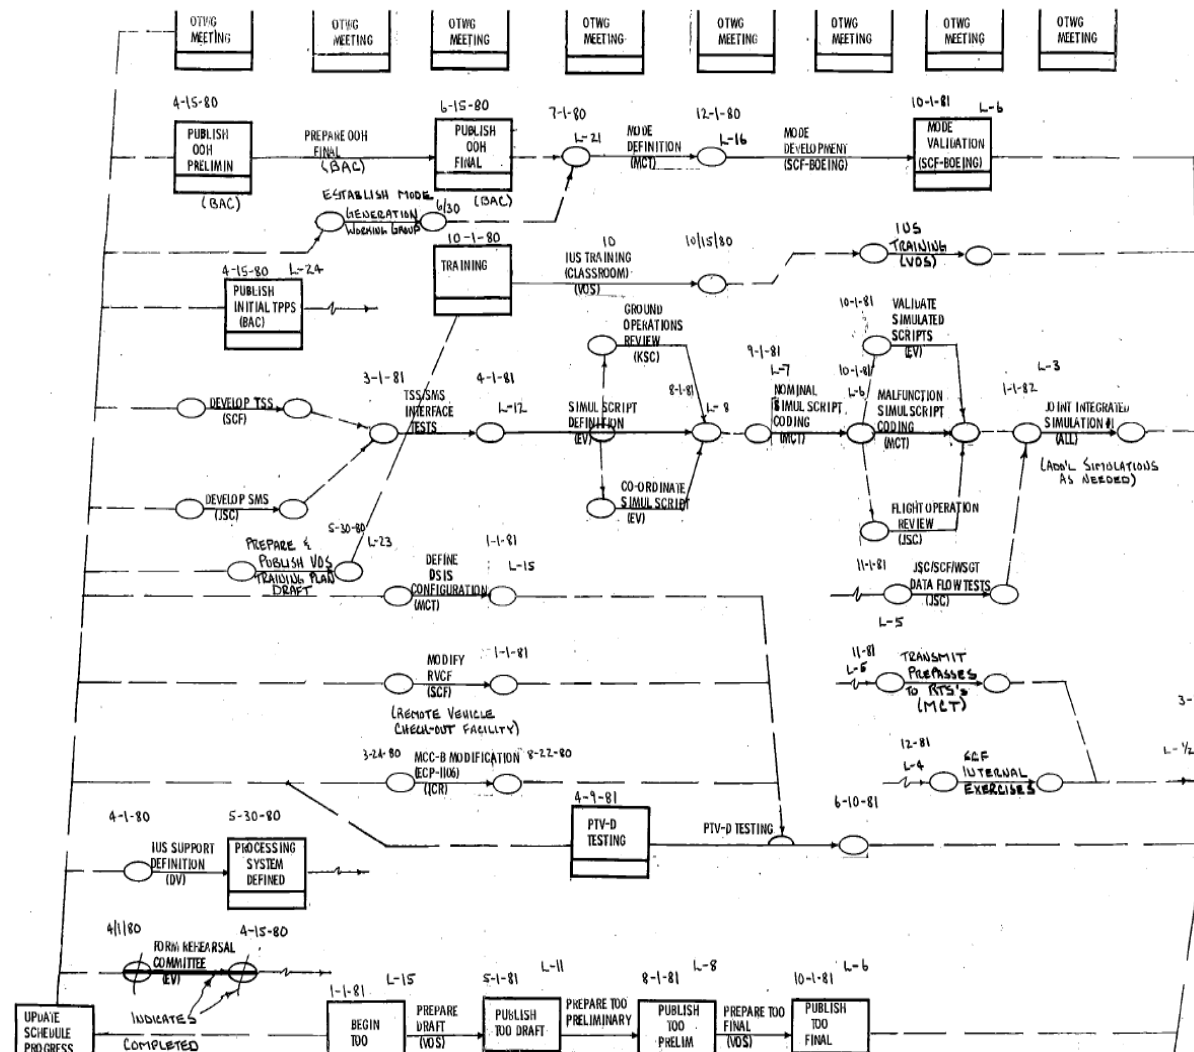 OTWG
MEETING
OTWG
MEETING
OTWG
MEETING
OTWG
MEETING
OTWG
MEETING
OTWG
MEETING
OTWG
MEETING
OTWG
MEETING
4-15-80
PUBLISH
OOH
PRELIMIN
(BAC)
PREPARE OOH
FINAL
(BAC)
6-15-80
PUBLISH
OOH
FINAL
(BAC)
7-1-80
L-21
MODE
DEFINITION
(MCT)
12-1-80
L-16
MODE
DEVELOPMENT
(SCF-BOEING)
10-1-81
L-6
MODE
VALIDATION
(SCF-BOEING)
ESTABLISH MODE
GENERATION
WORKING GROUP
6/30
10-1-80
TRAINING
10
IUS TRAINING
(CLASSROOM)
(VOS)
10/15/80
IUS
TRAINING
(VOS)
4-15-80
L-24
PUBLISH
INITIAL TPPS
(BAC)
GROUND
OPERATIONS
REVIEW
(KSC)
10-1-81
VALIDATE
SIMULATED
SCRIPTS
(EV)
DEVELOP TSS
(SCF)
3-1-81
TSS/SMS
INTERFACE
TESTS
4-1-81
L-12
SIMUL SCRIPT
DEFINITION
(EV)
8-1-81
L-8
9-1-81
L-7
NOMINAL
SIMUL SCRIPT
CODING
(MCT)
10-1-81
L-6
MALFUNCTION
SIMUL SCRIPT
CODING
(MCT)
1-1-82
L-3
JOINT INTEGRATED
SIMULATION #1
(ALL)
(ADD'L SIMULATIONS
AS NEEDED)
DEVELOP SMS
(JSC)
CO-ORDINATE
SIMUL SCRIPT
(EV)
FLIGHT OPERATION
REVIEW
(JSC)
5-30-80
L-23
PREPARE &
PUBLISH VOS
TRAINING PLAN
DRAFT
1-1-81
L-15
DEFINE
DSIS
CONFIGURATION
(MCT)
11-1-81
JSC/SCF/WSGT
DATA FLOW TESTS
(JSC)
L-5
MODIFY
RVCF
(SCF)
1-1-81
(REMOTE VEHICLE
CHECK-OUT FACILITY)
11-81
L-5
TRANSMIT
PREPASSES
TO RTS's
(MCT)
3-
3-24-80
MCC-B MODIFICATION
(ECP-1106)
(JCR)
8-22-80
12-81
L-4
SCF
INTERNAL
EXERCISES
L-1/2
4-9-81
PTV-D
TESTING
PTV-D TESTING
6-10-81
4-1-80
IUS SUPPORT
DEFINITION
(DV)
5-30-80
PROCESSING
SYSTEM
DEFINED
4/1/80
FORM REHEARSAL
COMMITTEE
(EV)
4-15-80
INDICATES
COMPLETED
UPDATE
SCHEDULE
PROGRESS
1-1-81
BEGIN
TOO
L-15
PREPARE
DRAFT
(VOS)
5-1-81
PUBLISH
TOO DRAFT
L-11
PREPARE TOO
PRELIMINARY
8-1-81
PUBLISH
TOO
PRELIM
L-8
PREPARE TOO
FINAL
(VOS)
10-1-81
L-6
PUBLISH
TOO
FINAL